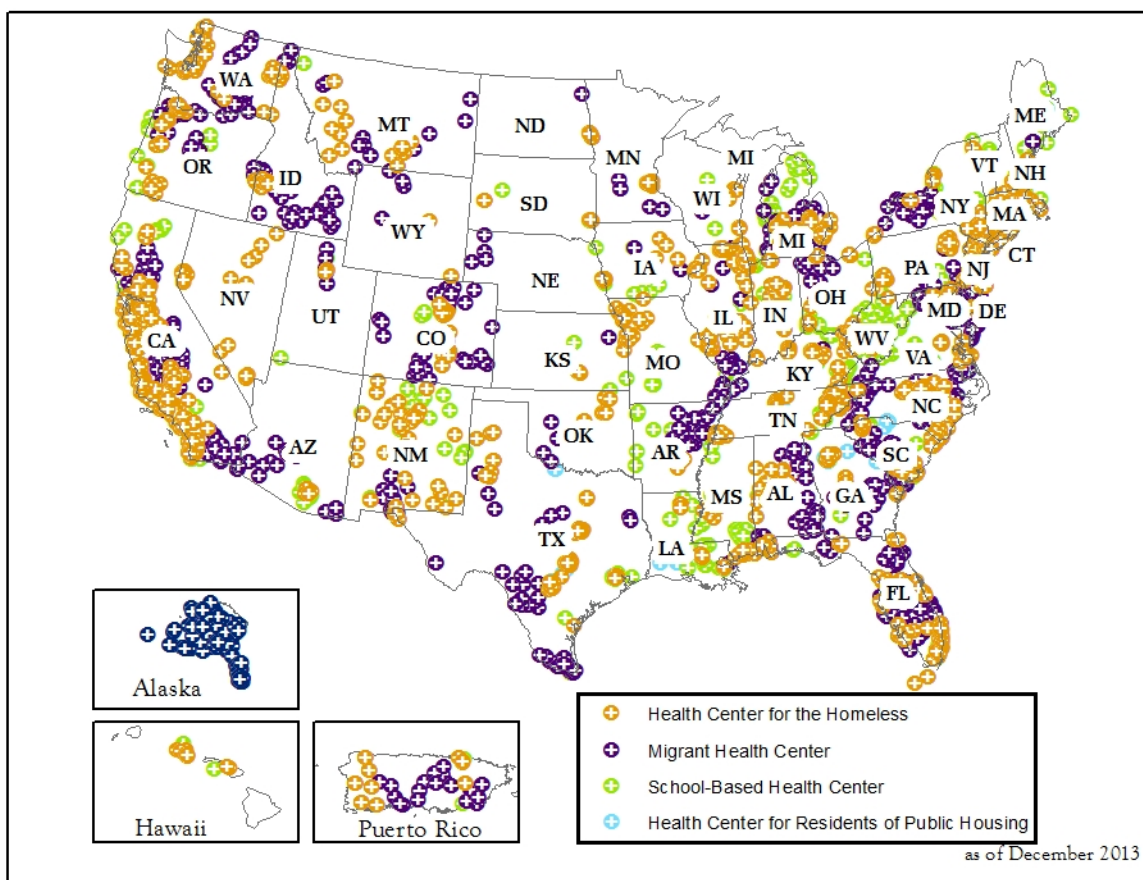 WA
MT
ND
OR
ID
MN
MI
ME
VT
NH
SD
WI
NY
MA
WY
MI
CT
IA
PA
NJ
NE
NV
UT
OH
MD
DE
IL
IN
CA
CO
WV
KS
MO
VA
KY
NC
TN
AZ
NM
OK
AR
SC
MS
AL
GA
TX
LA
FL
Alaska
Hawaii
Puerto Rico
Health Center for the Homeless
Migrant Health Center
School-Based Health Center
Health Center for Residents of Public Housing
as of December 2013